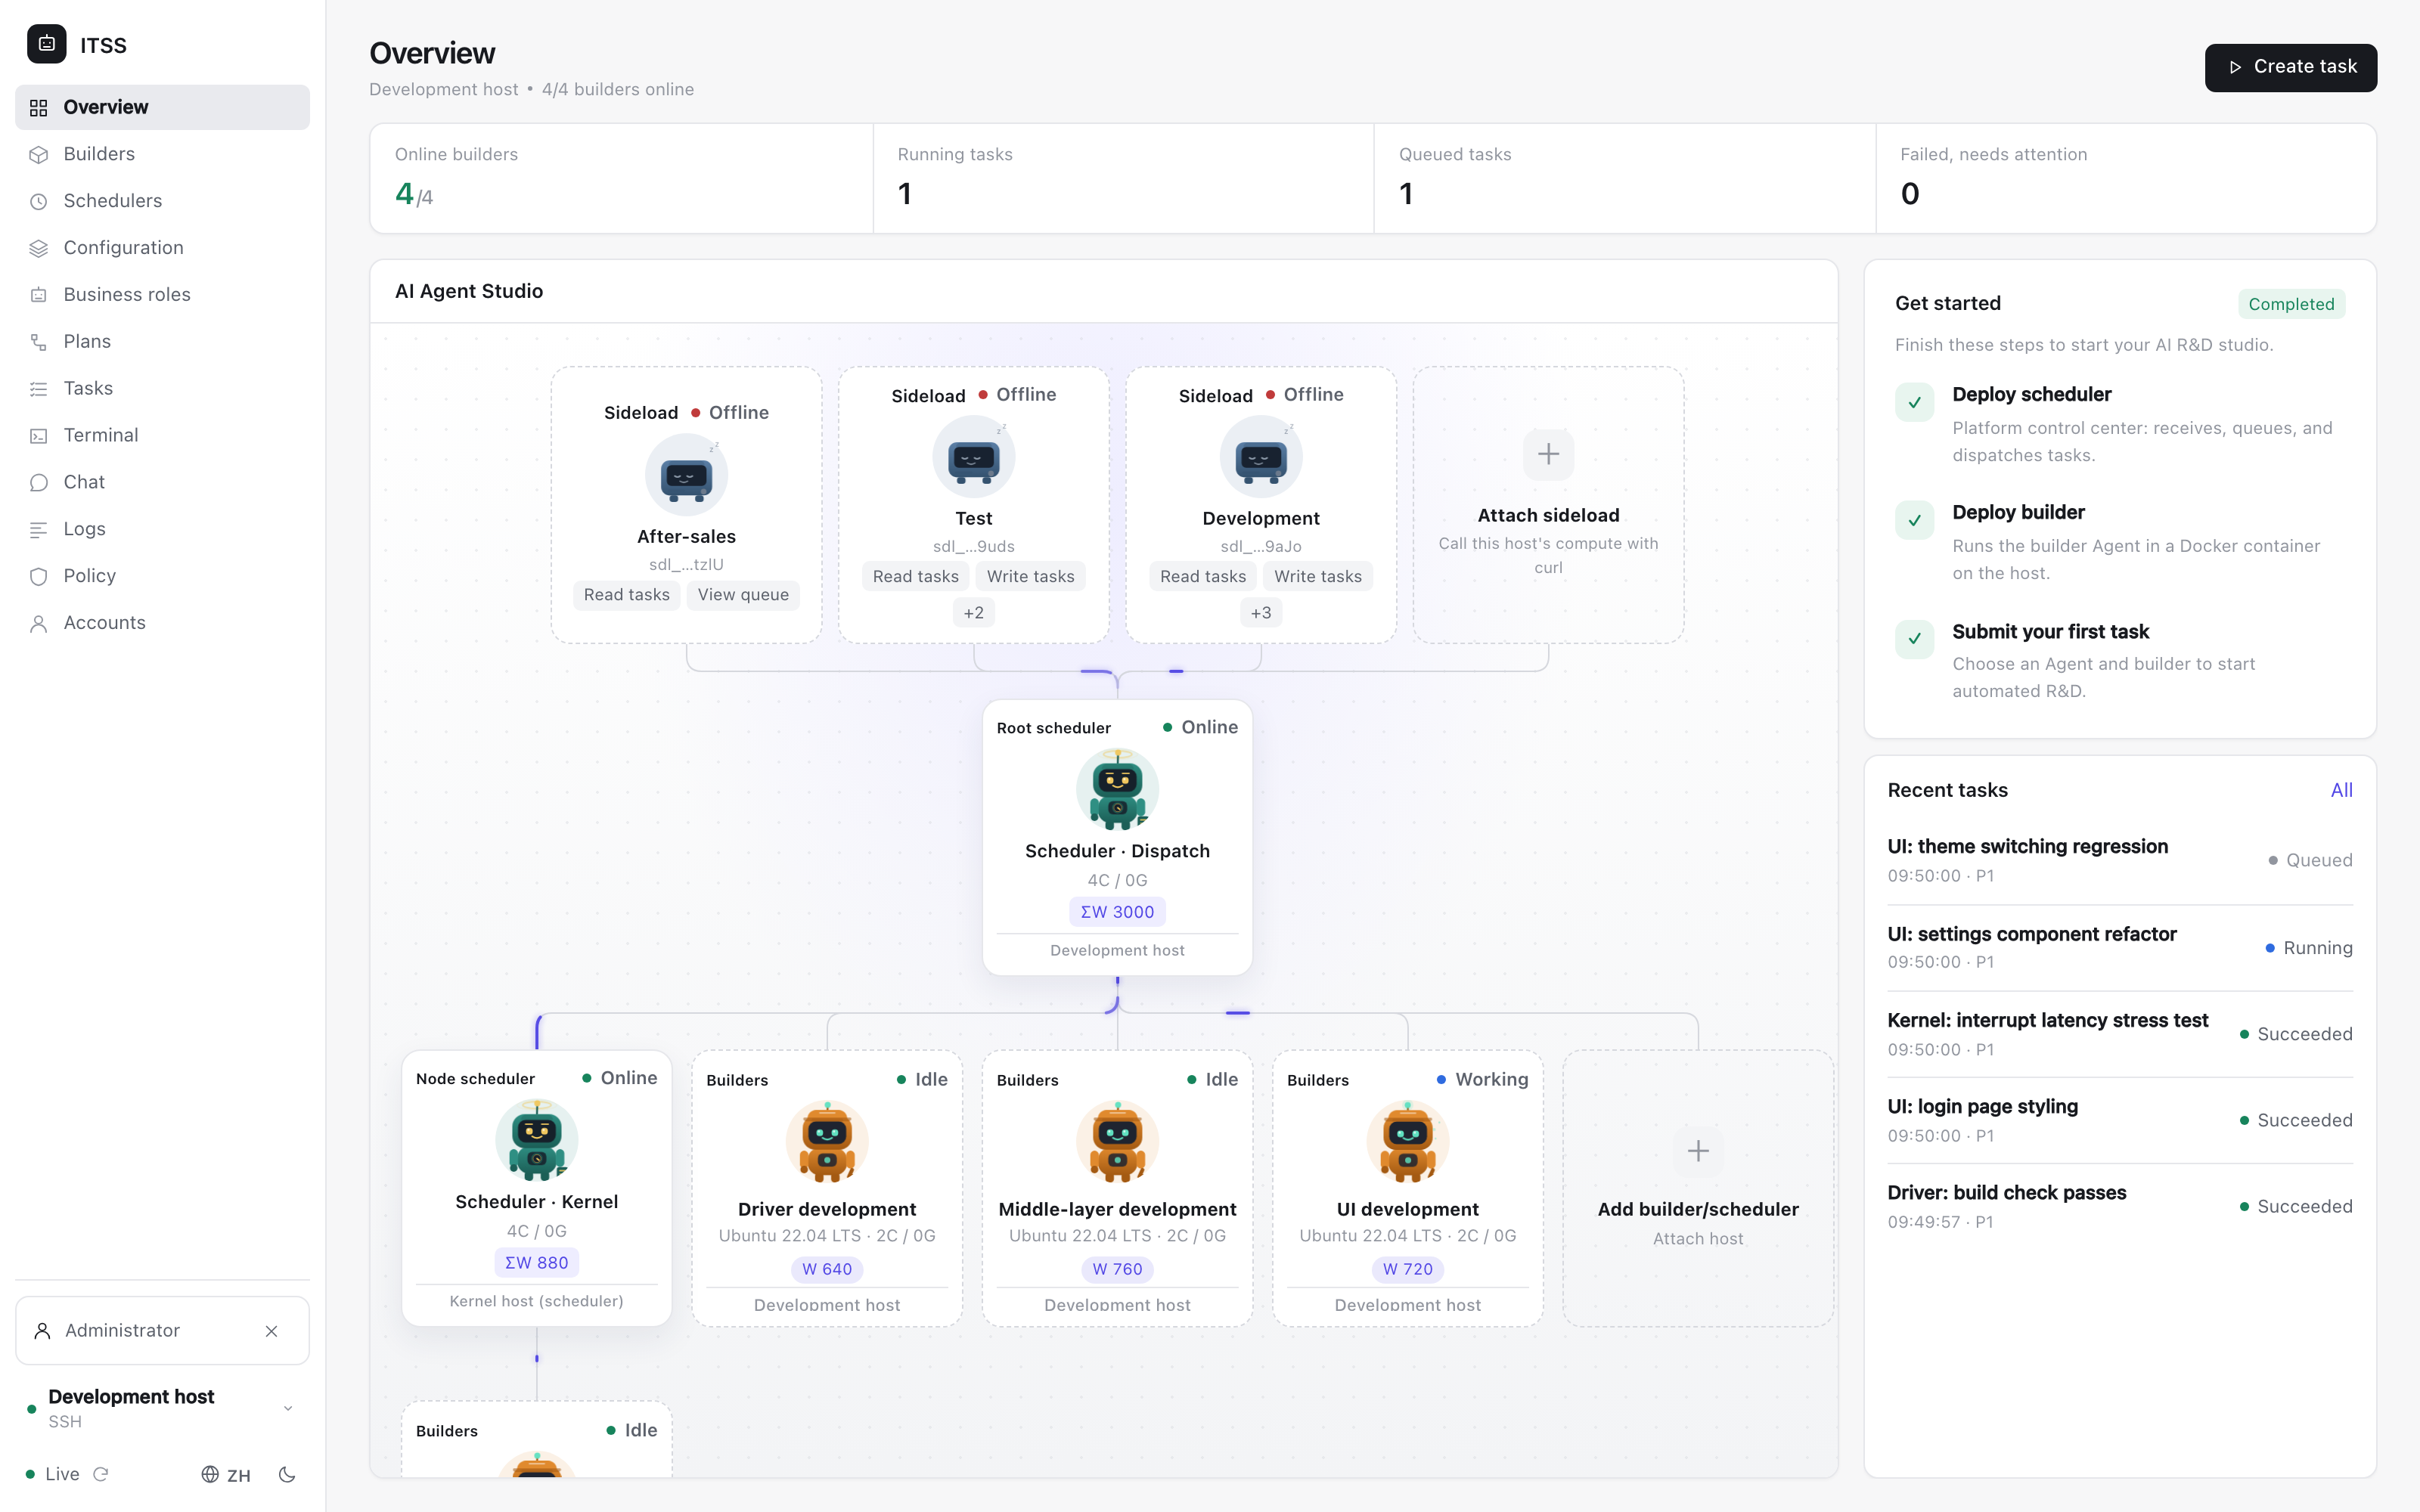 ITSS
Overview
Builders
Schedulers
Configuration
Business roles
Plans
Tasks
Terminal
Chat
Logs
Policy
Accounts
Administrator
Development host
SSH
Live
ZH
Overview
Development host • 4/4 builders online
Create task
Online builders
4/4
Running tasks
1
Queued tasks
1
Failed, needs attention
0
AI Agent Studio
Sideload Offline
After-sales
sdl_...tzlU
Read tasks View queue
Sideload Offline
Test
sdl_...9uds
Read tasks Write tasks
+2
Sideload Offline
Development
sdl_...9aJo
Read tasks Write tasks
+3
Attach sideload
Call this host's compute with
curl
Root scheduler Online
Scheduler · Dispatch
4C / 0G
ΣW 3000
Development host
Node scheduler Online
Scheduler · Kernel
4C / 0G
ΣW 880
Kernel host (scheduler)
Builders Idle
Driver development
Ubuntu 22.04 LTS · 2C / 0G
W 640
Development host
Builders Idle
Middle-layer development
Ubuntu 22.04 LTS · 2C / 0G
W 760
Development host
Builders Working
UI development
Ubuntu 22.04 LTS · 2C / 0G
W 720
Development host
Add builder/scheduler
Attach host
Builders Idle
Get started
Completed
Finish these steps to start your AI R&D studio.
Deploy scheduler
Platform control center: receives, queues, and
dispatches tasks.
Deploy builder
Runs the builder Agent in a Docker container
on the host.
Submit your first task
Choose an Agent and builder to start
automated R&D.
Recent tasks
All
UI: theme switching regression
09:50:00 · P1
Queued
UI: settings component refactor
09:50:00 · P1
Running
Kernel: interrupt latency stress test
09:50:00 · P1
Succeeded
UI: login page styling
09:50:00 · P1
Succeeded
Driver: build check passes
09:49:57 · P1
Succeeded